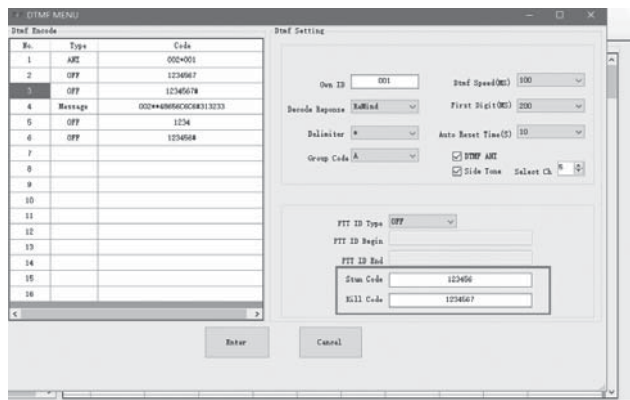 DTMF MENU
Dtmf Encode
No. Type Code
1 ANI 002*001
2 OFF 1234567
3 OFF 1234567#
4 Message 002**48656C6C6F313233
5 OFF 1234
6 OFF 123456#
7
8
9
10
11
12
13
14
15
16
Dtmf Setting
Own ID 001
Decode Reponse ReMind
Delimiter *
Group Code A
Dtmf Speed(MS) 100
First Digit(MS) 200
Auto Reset Time(S) 10
DTMF ANI
Side Tone Select Ch 5
PTT ID Type OFF
PTT ID Begin
PTT ID End
Stun Code 123456
Kill Code 1234567
Enter Cancel